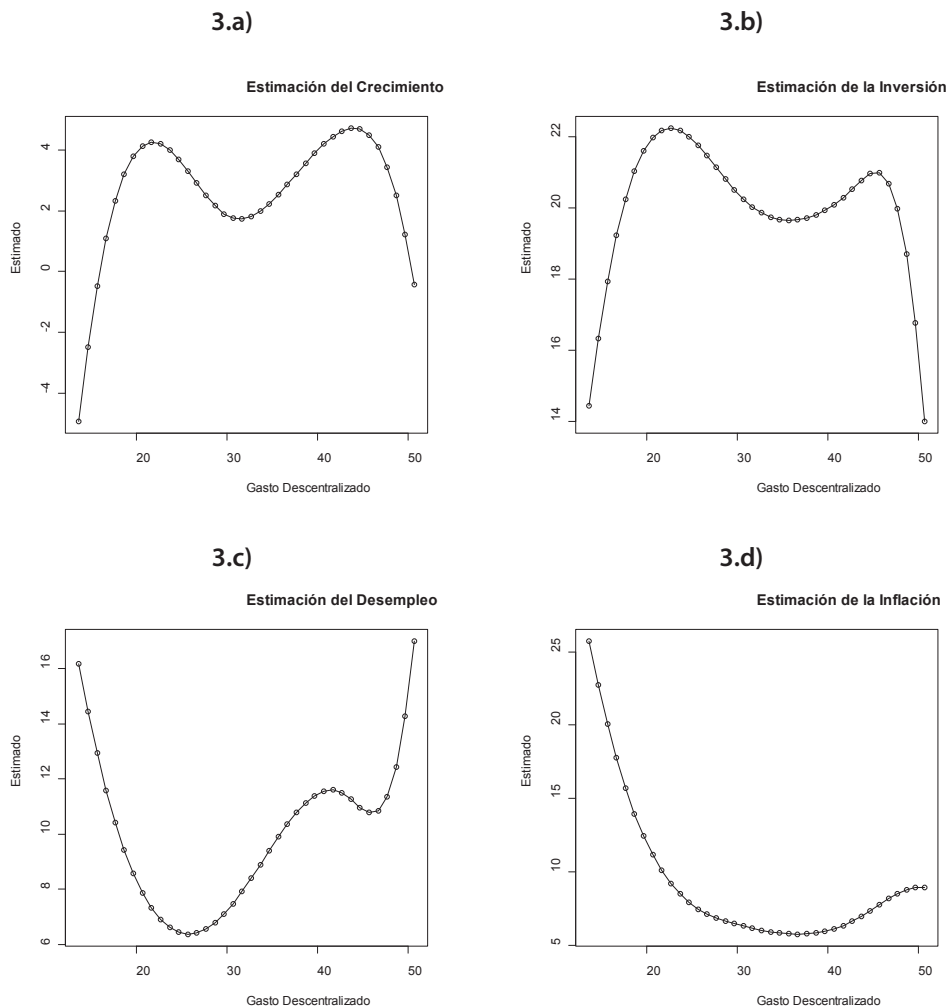 3.a)
Estimación del Crecimiento
Estimado
4
2
0
-2
-4
20 30 40 50
Gasto Descentralizado
3.b)
Estimación de la Inversión
Estimado
22
20
18
16
14
20 30 40 50
Gasto Descentralizado
3.c)
Estimación del Desempleo
Estimado
16
14
12
10
8
6
20 30 40 50
Gasto Descentralizado
3.d)
Estimación de la Inflación
Estimado
25
20
15
10
5
20 30 40 50
Gasto Descentralizado